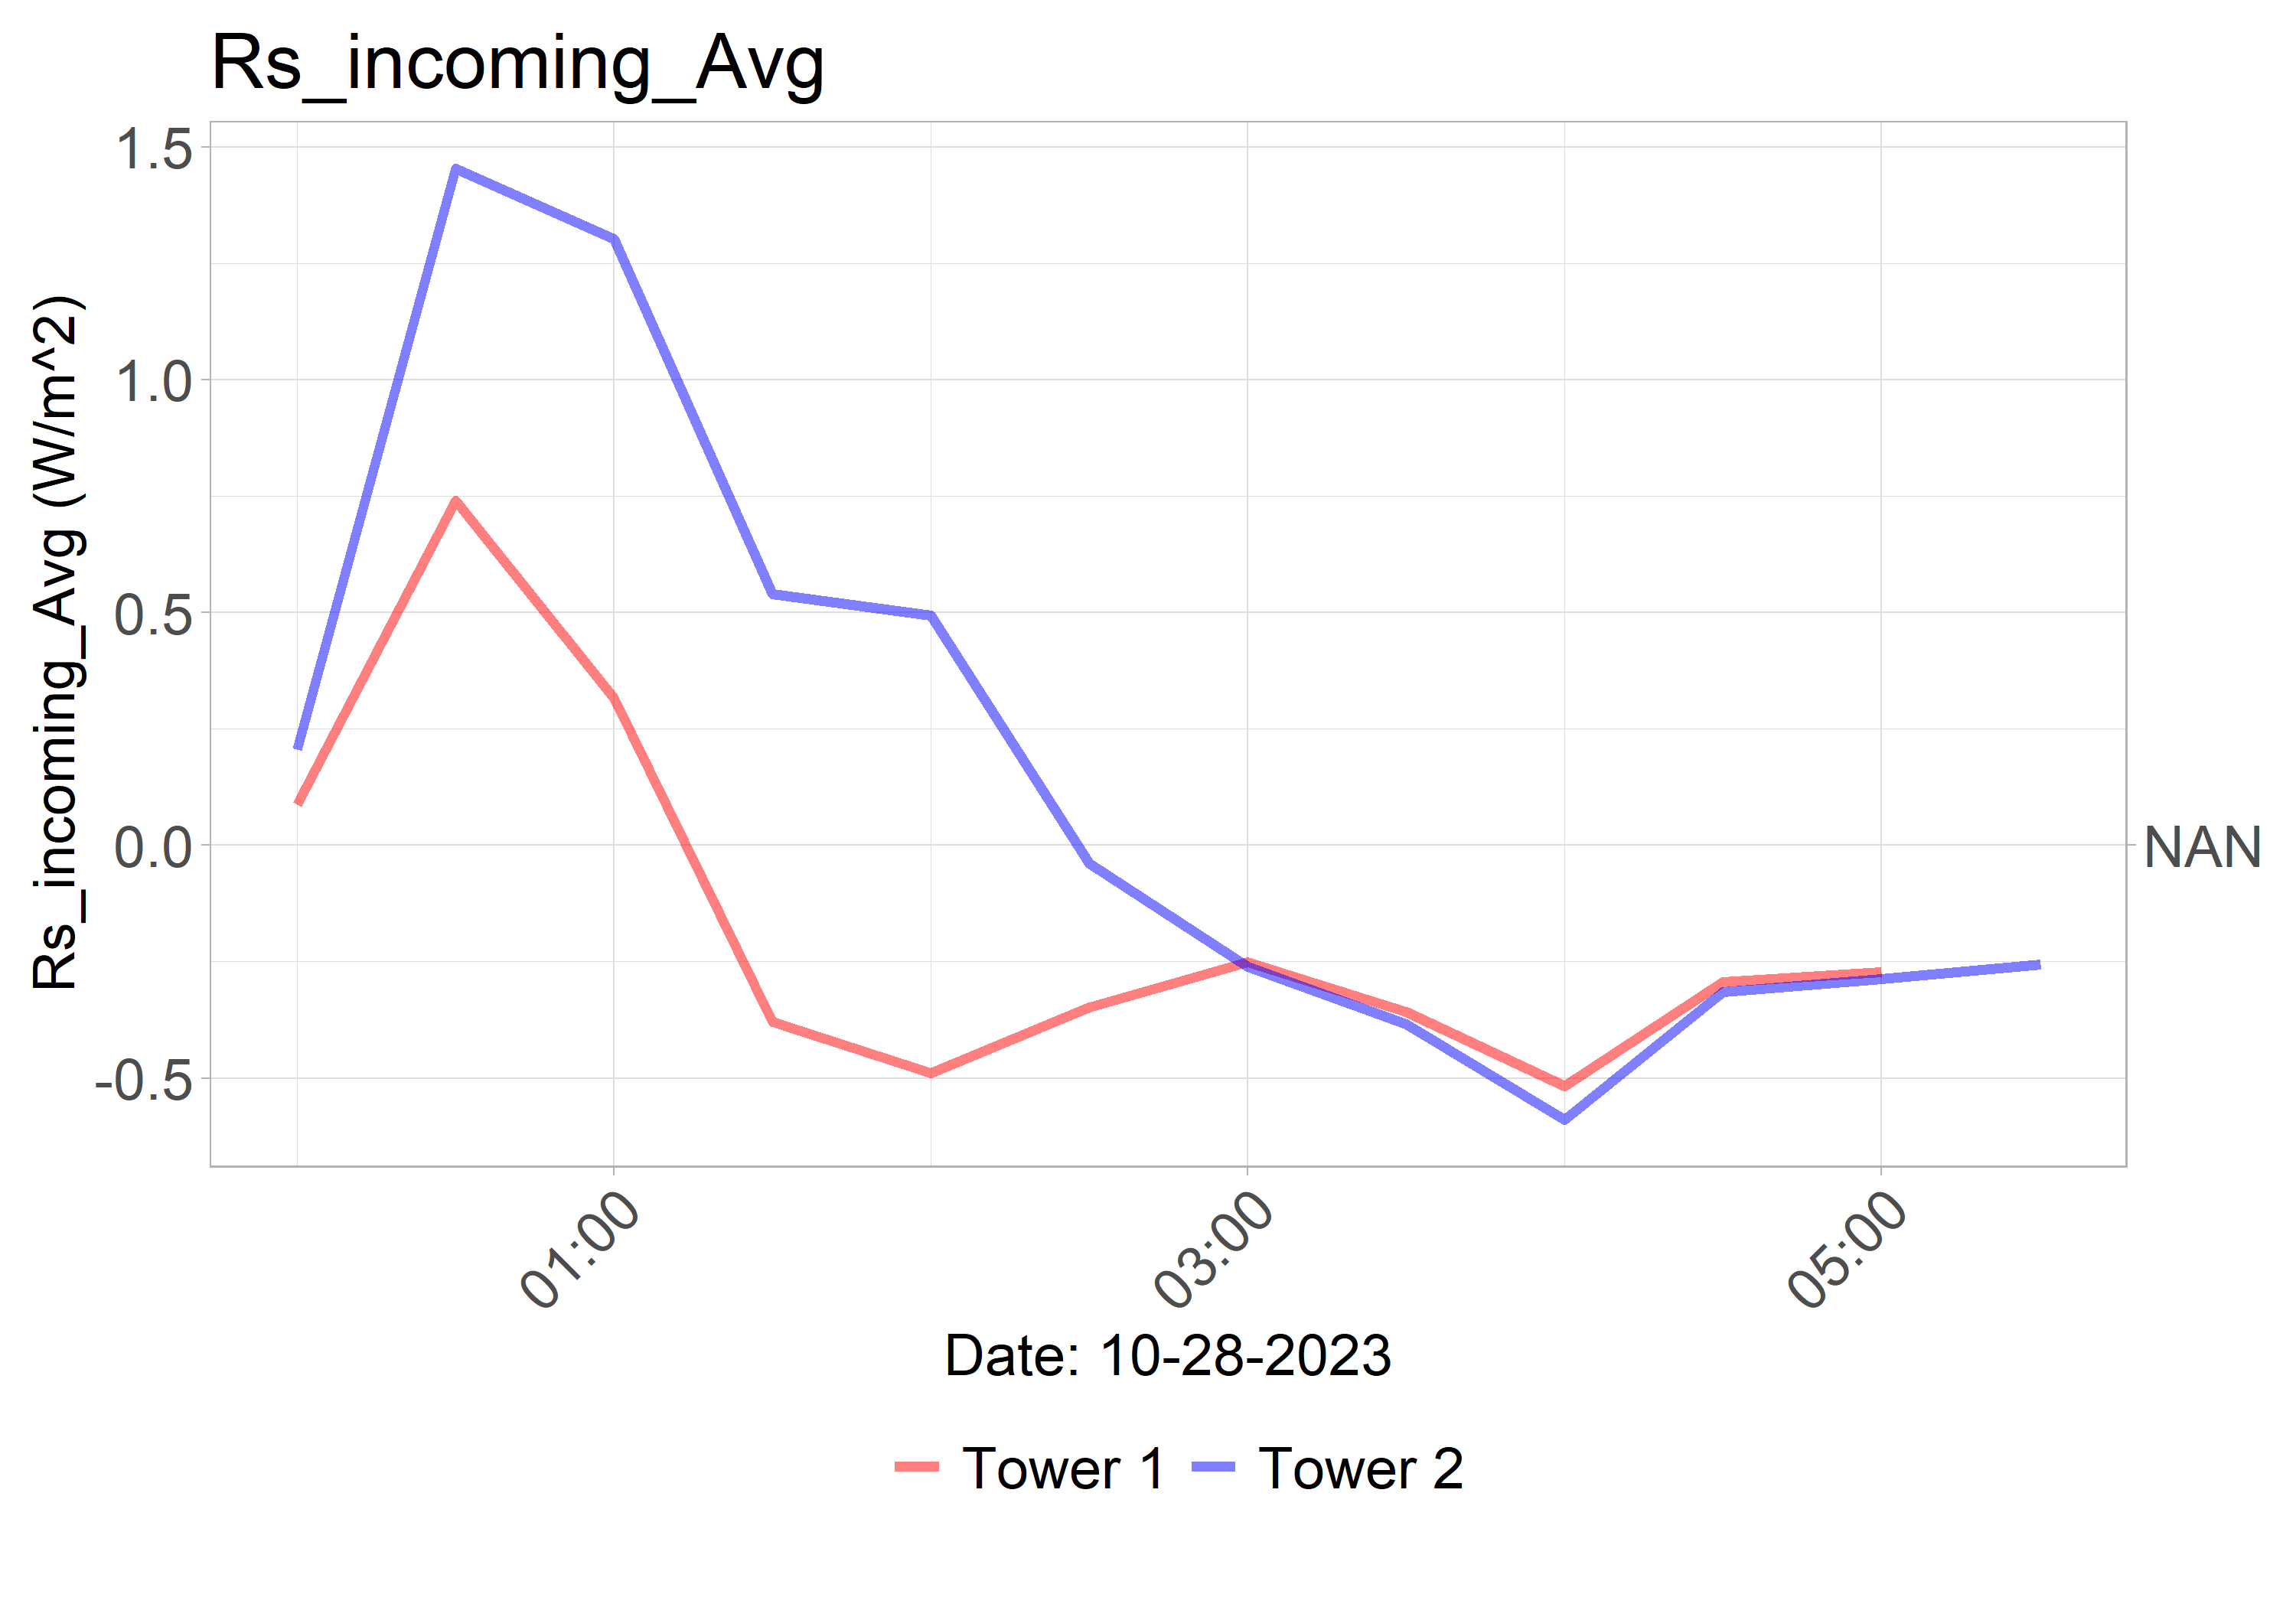 Rs_incoming_Avg
Rs_incoming_Avg (W/m^2)
1.5
1.0
0.5
0.0
-0.5
NAN
01:00
03:00
05:00
Date: 10-28-2023
Tower 1
Tower 2